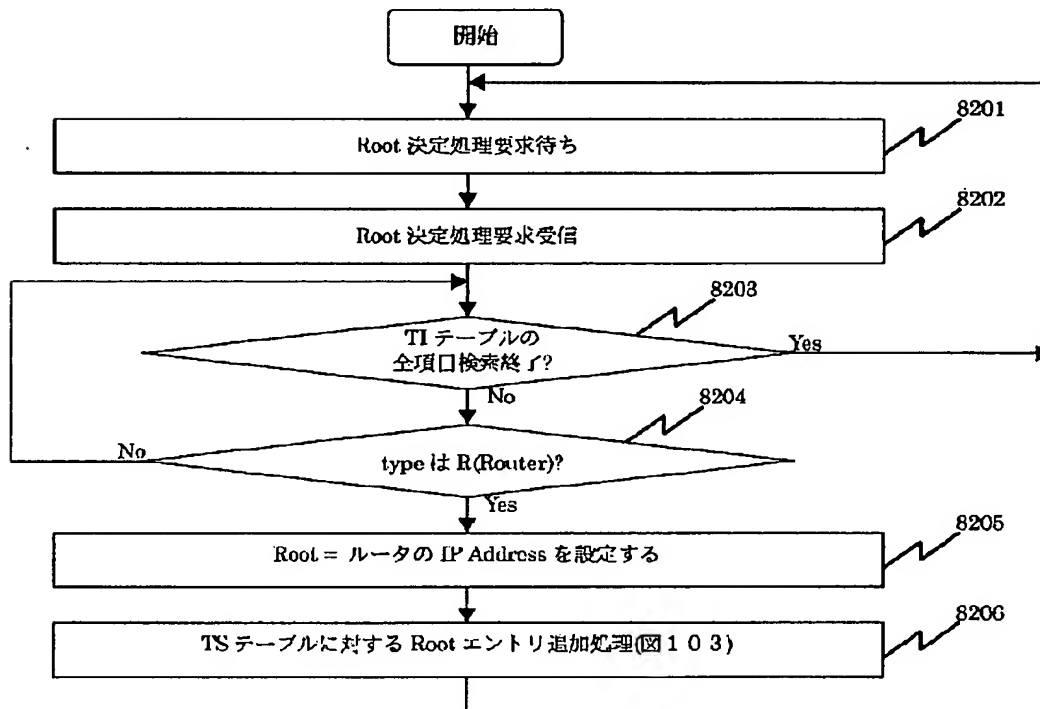 開始
8201
Root 決定処理要求待ち
8202
Root 決定処理要求受信
8203
TI テーブルの
全項目検索終了?
Yes
No
8204
No
type は R(Router)?
Yes
8205
Root = ルータの IP Address を設定する
8206
TS テーブルに対する Root エントリ追加処理(図103)